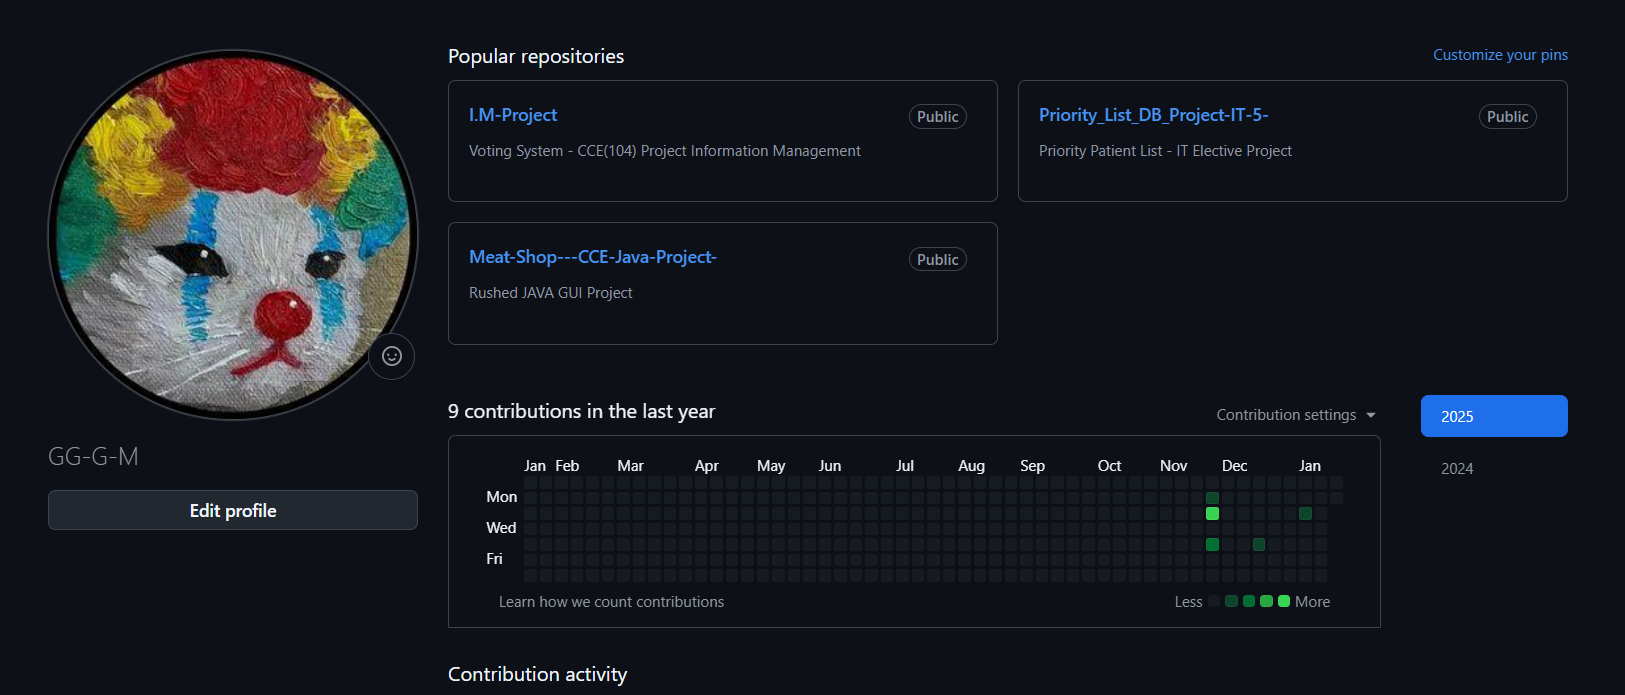 Popular repositories
Customize your pins
I.M-Project
Public
Voting System - CCE(104) Project Information Management
Priority_List_DB_Project-IT-5-
Public
Priority Patient List - IT Elective Project
Meat-Shop---CCE-Java-Project-
Public
Rushed JAVA GUI Project
GG-G-M
Edit profile
9 contributions in the last year
Contribution settings
2025
2024
Jan Feb Mar Apr May Jun Jul Aug Sep Oct Nov Dec Jan
Mon
Wed
Fri
Learn how we count contributions
Less More
Contribution activity